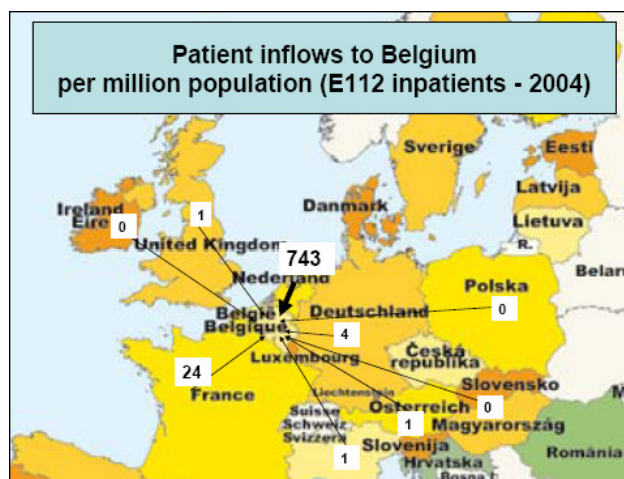 Patient inflows to Belgium
per million population (E112 inpatients - 2004)
Sverige
Eesti
Latvija
Lietuva
R.
Danmark
Ireland
Eire
0
1
United Kingdom
743
Nederland
Polska
0
België
Belgique
Deutschland
4
Luxembourg
Česká
republika
24
France
Liechtenstein
Slovensko
0
Österreich
1
Magyarország
Suisse
Schweiz
Svizzera
1
Slovenija
Hrvatska
România